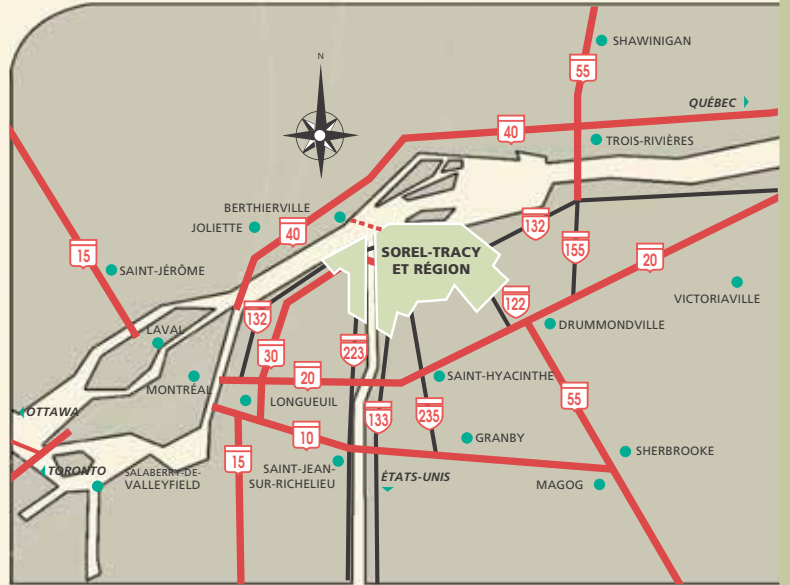 SHAWINIGAN
N
55
QUÉBEC
40
TROIS-RIVIÈRES
BERTHIERVILLE
JOLIETTE
40
132
SOREL-TRACY
ET RÉGION
155
15
20
SAINT-JÉRÔME
VICTORIAVILLE
122
132
DRUMMONDVILLE
LAVAL
30
223
20
SAINT-HYACINTHE
MONTRÉAL
LONGUEUIL
55
OTTAWA
133
235
10
GRANBY
15
SHERBROOKE
TORONTO
SALABERRY-DE-
VALLEYFIELD
SAINT-JEAN-
SUR-RICHELIEU
ÉTATS-UNIS
MAGOG